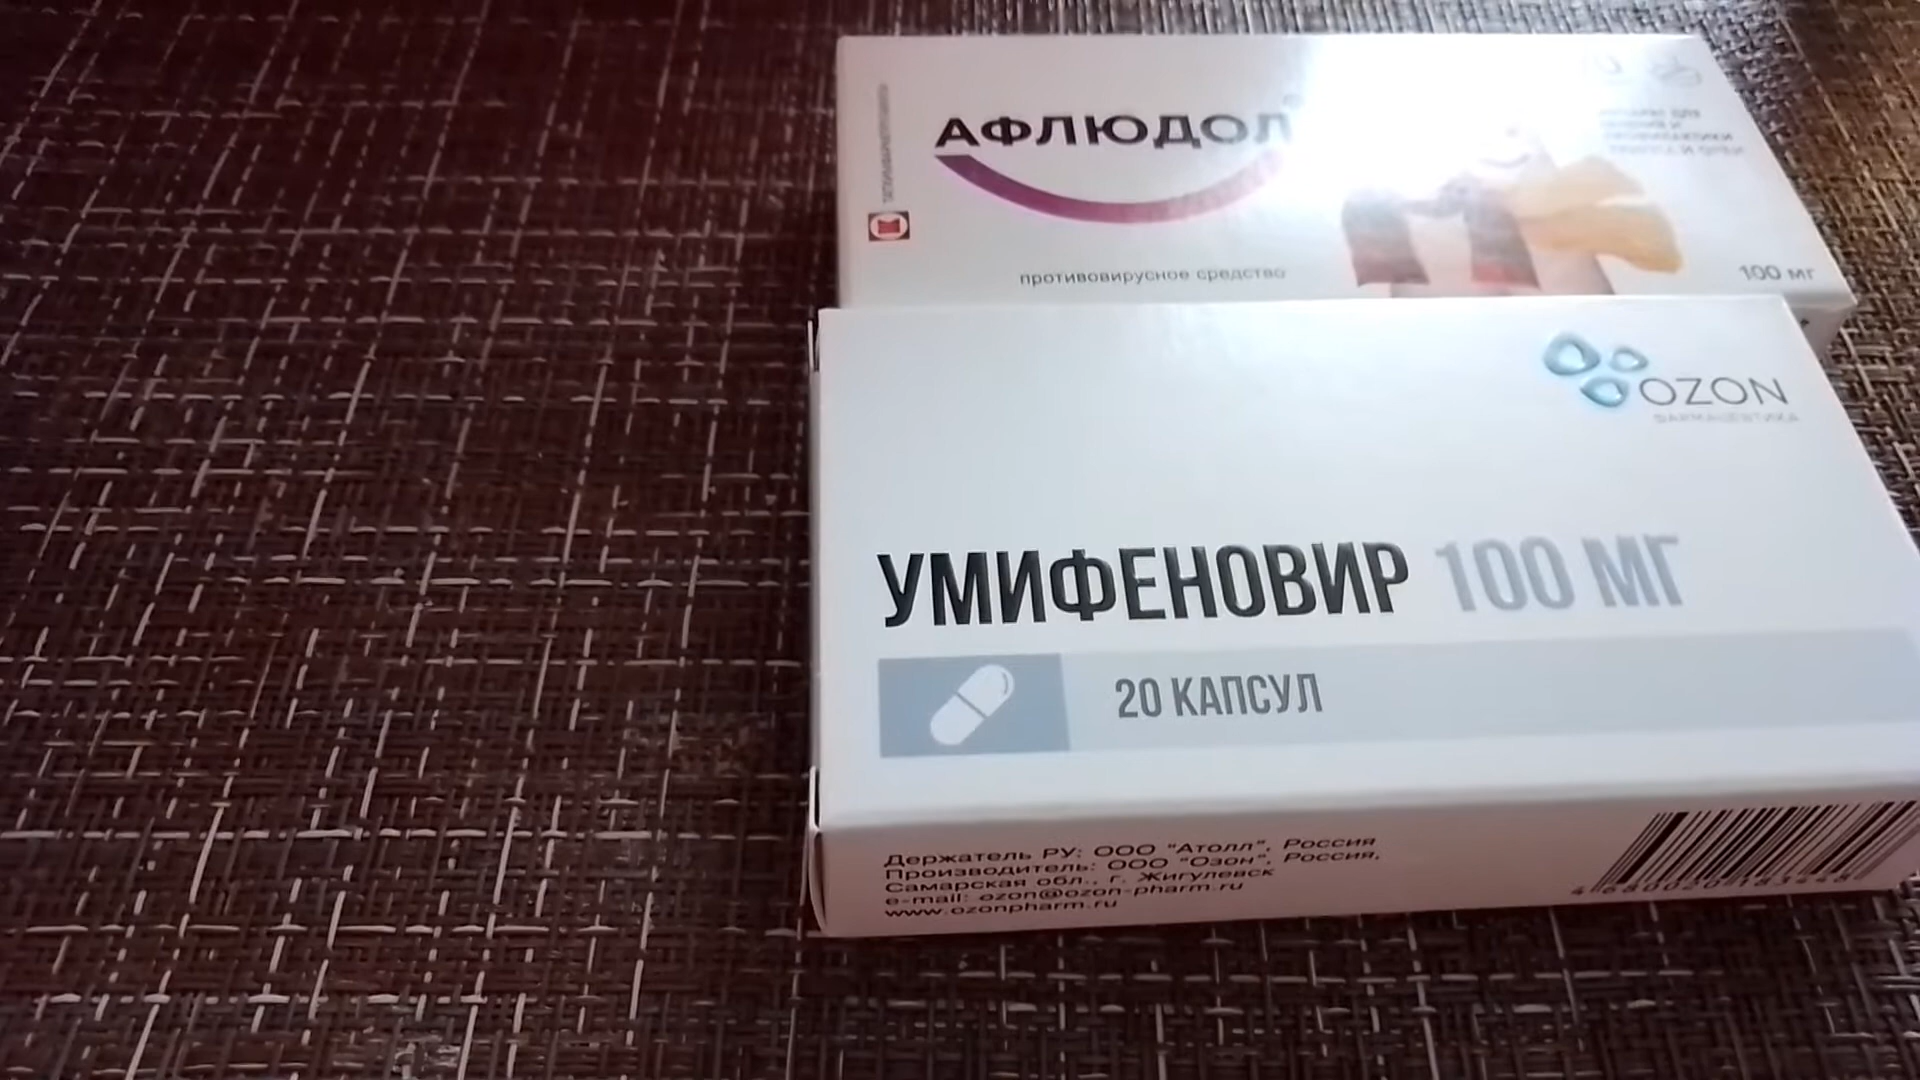 АФЛЮДОЛ®
противовирусное средство
100 мг
OZON
ФАРМАЦЕВТИКА
УМИФЕНОВИР 100 МГ
20 КАПСУЛ
Держатель РУ: ООО "Атолл", Россия
Производитель: ООО "Озон", Россия,
Самарская обл., г. Жигулевск
e-mail: ozon@ozon-pharm.ru
www.ozonpharm.ru